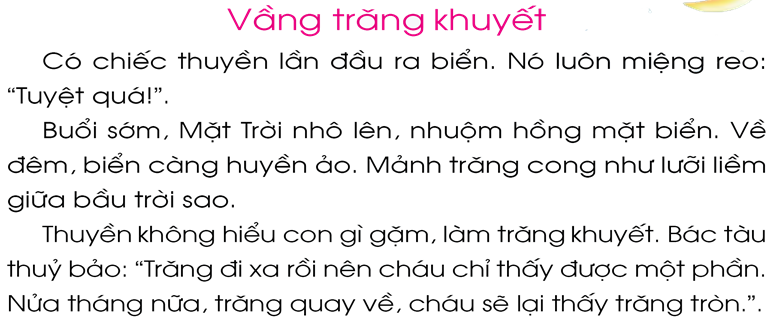 Vầng trăng khuyết
Có chiếc thuyền lần đầu ra biển. Nó luôn miệng reo:
“Tuyệt quá!”.
Buổi sớm, Mặt Trời nhô lên, nhuộm hồng mặt biển. Về
đêm, biển càng huyền ảo. Mảnh trăng cong như lưỡi liềm
giữa bầu trời sao.
Thuyền không hiểu con gì gặm, làm trăng khuyết. Bác tàu
thuỷ bảo: “Trăng đi xa rồi nên cháu chỉ thấy được một phần.
Nửa tháng nữa, trăng quay về, cháu sẽ lại thấy trăng tròn.”.